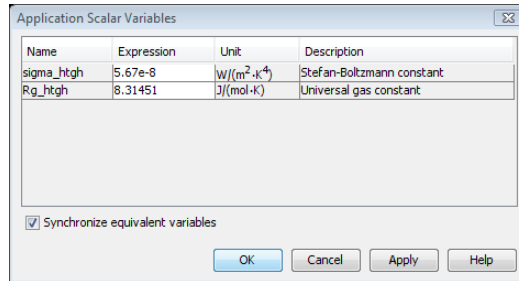 Application Scalar Variables
Name Expression Unit Description
sigma_htgh 5.67e-8 W/(m²·K⁴) Stefan-Boltzmann constant
Rg_htgh 8.31451 J/(mol·K) Universal gas constant
Synchronize equivalent variables
OK Cancel Apply Help